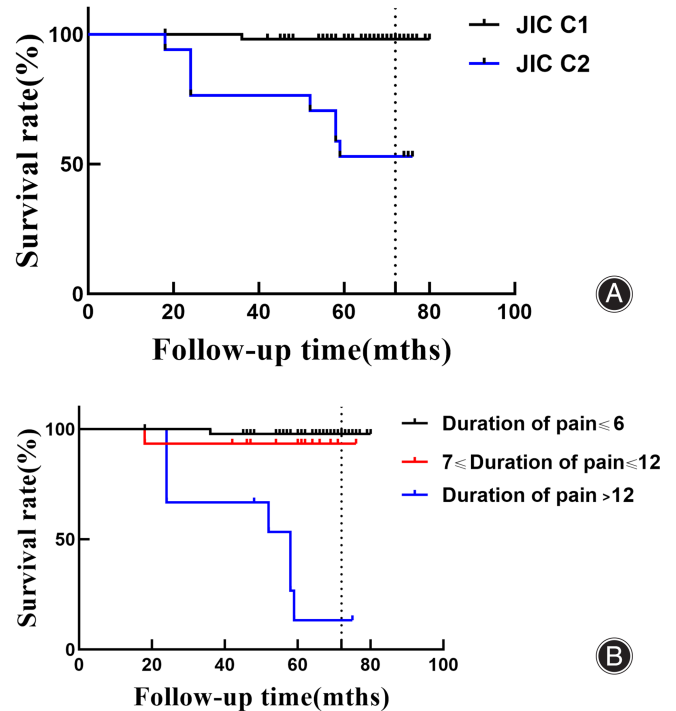 JIC C1
JIC C2
Survival rate(%)
100
50
0
0 20 40 60 80 100
Follow-up time(mths)
A
Duration of pain≤6
7≤Duration of pain≤12
Duration of pain >12
Survival rate(%)
100
50
0
0 20 40 60 80 100
Follow-up time(mths)
B